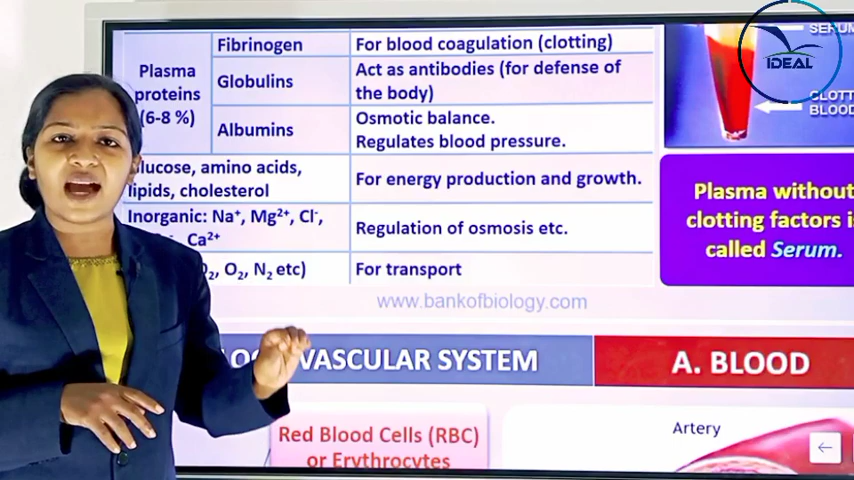 Fibrinogen
For blood coagulation (clotting)
Plasma
proteins
(6-8 %)
Globulins
Act as antibodies (for defense of
the body)
Albumins
Osmotic balance.
Regulates blood pressure.
Glucose, amino acids,
lipids, cholesterol
For energy production and growth.
Inorganic: Na⁺, Mg²⁺, Cl⁻,
Ca²⁺
Regulation of osmosis etc.
O₂, N₂ etc)
For transport
www.bankofbiology.com
SERUM
CLOTT
BLOOD
IDEAL
Plasma without
clotting factors is
called Serum.
VASCULAR SYSTEM
A. BLOOD
Red Blood Cells (RBC)
or Erythrocytes
Artery